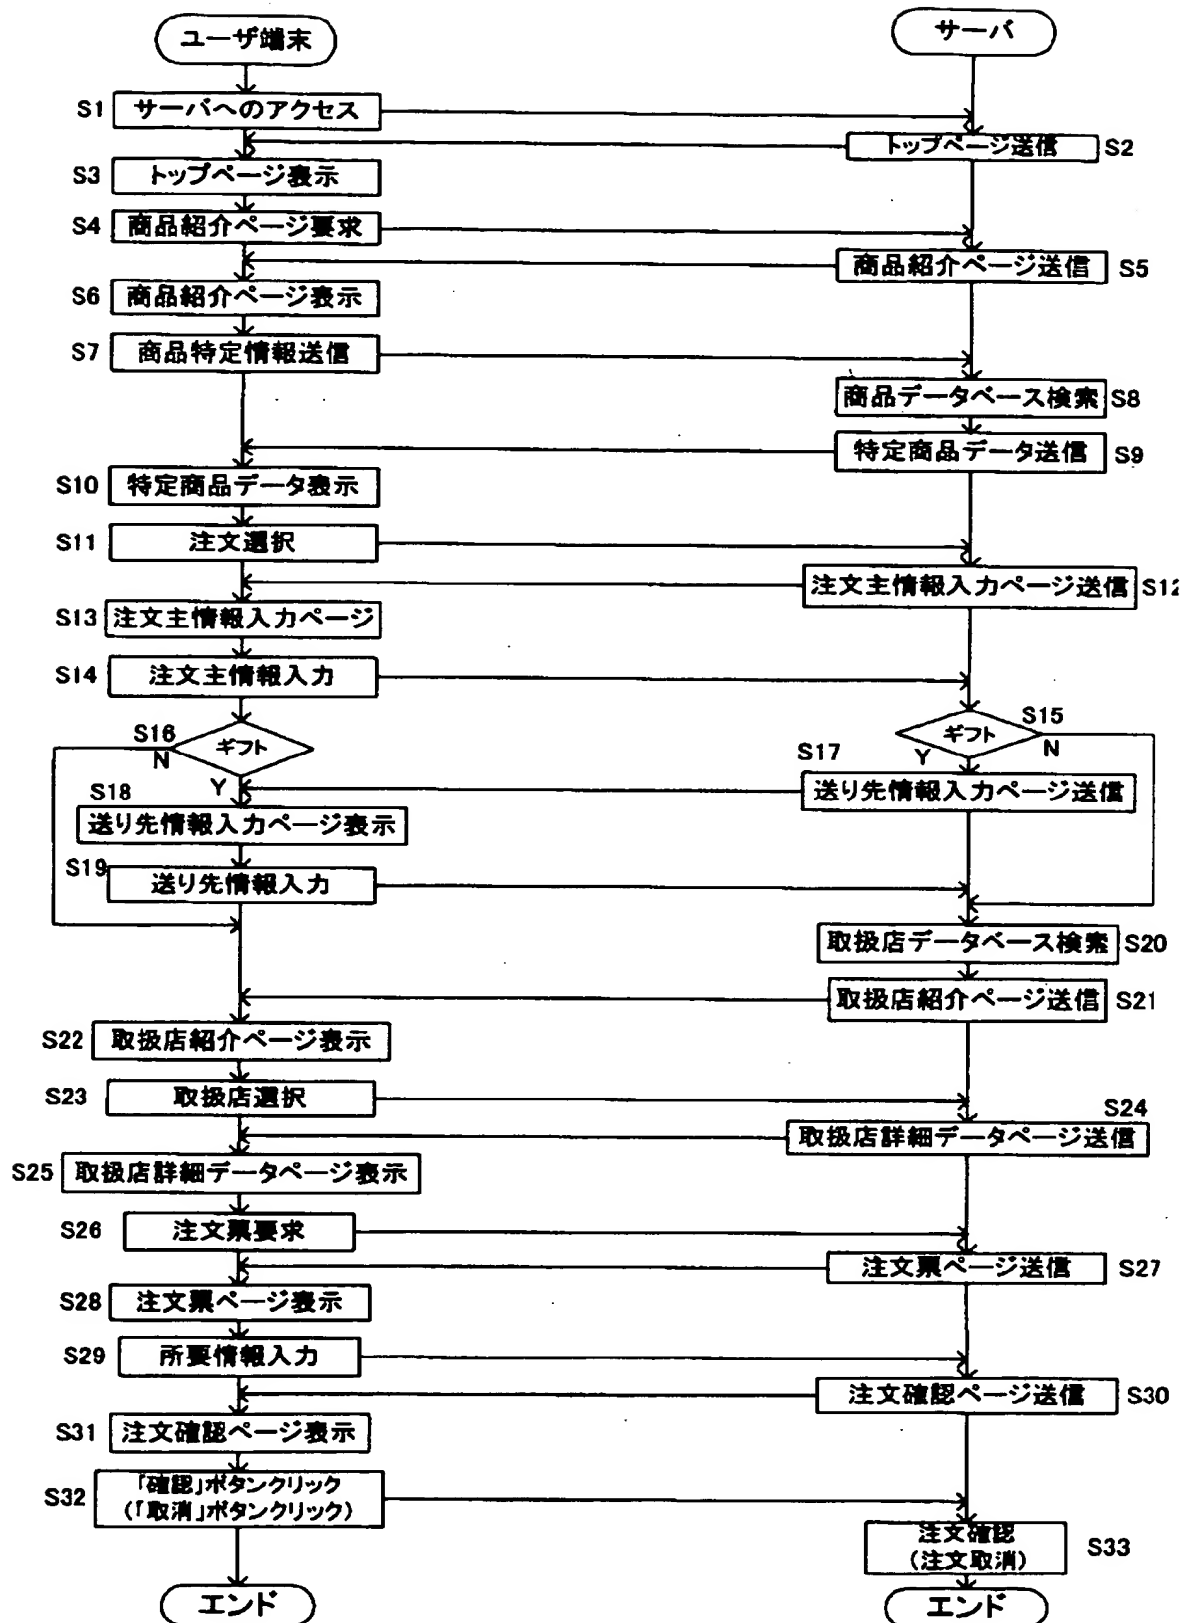 ユーザ端末
サーバ
S1 サーバへのアクセス
トップページ送信 S2
S3 トップページ表示
S4 商品紹介ページ要求
商品紹介ページ送信 S5
S6 商品紹介ページ表示
S7 商品特定情報送信
商品データベース検索 S8
特定商品データ送信 S9
S10 特定商品データ表示
S11 注文選択
注文主情報入力ページ送信 S12
S13 注文主情報入力ページ
S14 注文主情報入力
S16 ギフト
N
Y
S15
ギフト
Y
N
S17
送り先情報入力ページ送信
S18
送り先情報入力ページ表示
S19
送り先情報入力
取扱店データベース検索 S20
取扱店紹介ページ送信 S21
S22 取扱店紹介ページ表示
S23 取扱店選択
S24
取扱店詳細データページ送信
S25 取扱店詳細データページ表示
S26 注文票要求
注文票ページ送信 S27
S28 注文票ページ表示
S29 所要情報入力
注文確認ページ送信 S30
S31 注文確認ページ表示
S32 「確認」ボタンクリック
(「取消」ボタンクリック)
注文確認
(注文取消) S33
エンド
エンド